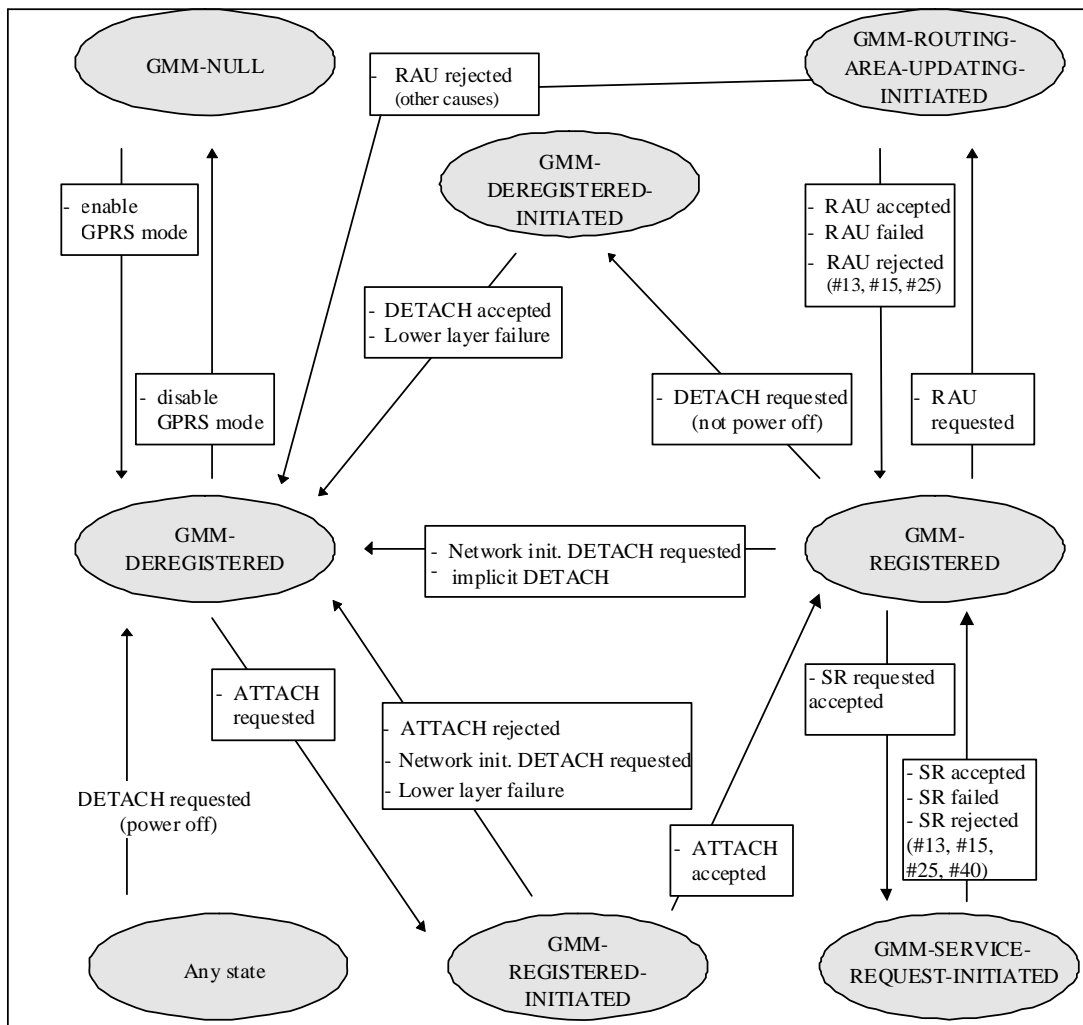 GMM-NULL
- RAU rejected
(other causes)
GMM-ROUTING-
AREA-UPDATING-
INITIATED
GMM-
DEREGISTERED-
INITIATED
- enable
GPRS mode
- RAU accepted
- RAU failed
- RAU rejected
(#13, #15, #25)
- DETACH accepted
- Lower layer failure
- disable
GPRS mode
- DETACH requested
(not power off)
- RAU
requested
GMM-
DEREGISTERED
- Network init. DETACH requested
- implicit DETACH
GMM-
REGISTERED
- ATTACH
requested
- ATTACH rejected
- Network init. DETACH requested
- Lower layer failure
- SR requested
accepted
DETACH requested
(power off)
- ATTACH
accepted
- SR accepted
- SR failed
- SR rejected
(#13, #15,
#25, #40)
Any state
GMM-
REGISTERED-
INITIATED
GMM-SERVICE-
REQUEST-INITIATED